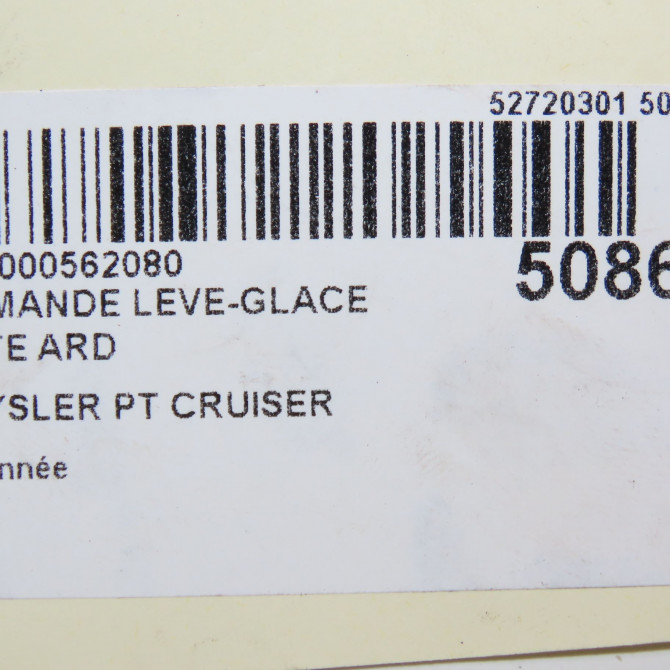 52720301 50
000562080
5086
MANDE LEVE-GLACE
TE ARD
YSLER PT CRUISER
nnée